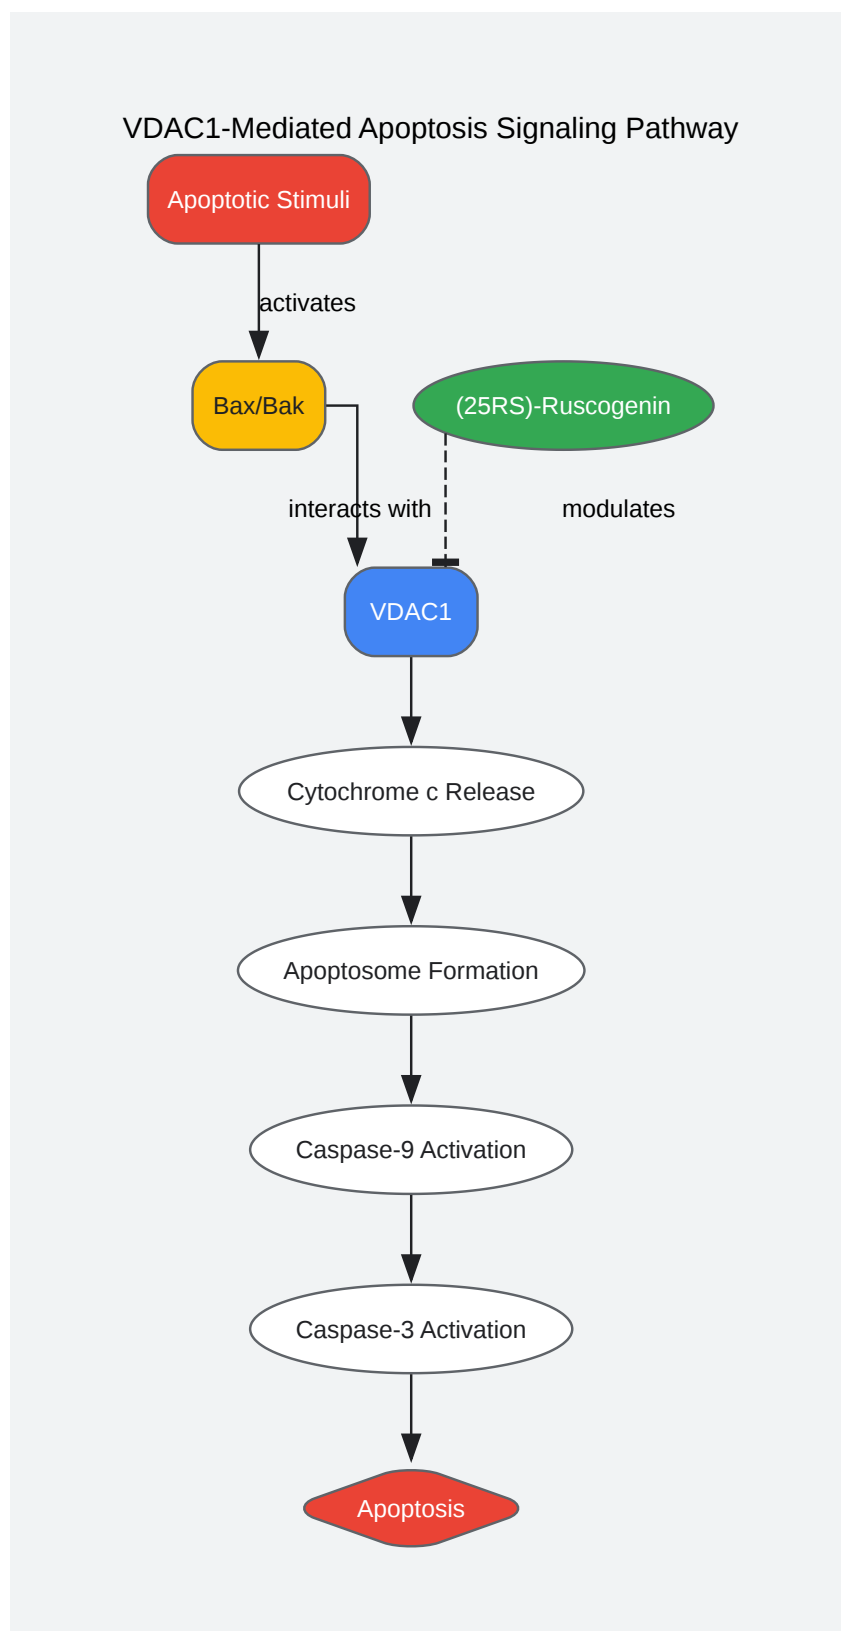 VDAC1-Mediated Apoptosis Signaling Pathway
Apoptotic Stimuli
activates
Bax/Bak
(25RS)-Ruscogenin
interacts with
modulates
VDAC1
Cytochrome c Release
Apoptosome Formation
Caspase-9 Activation
Caspase-3 Activation
Apoptosis